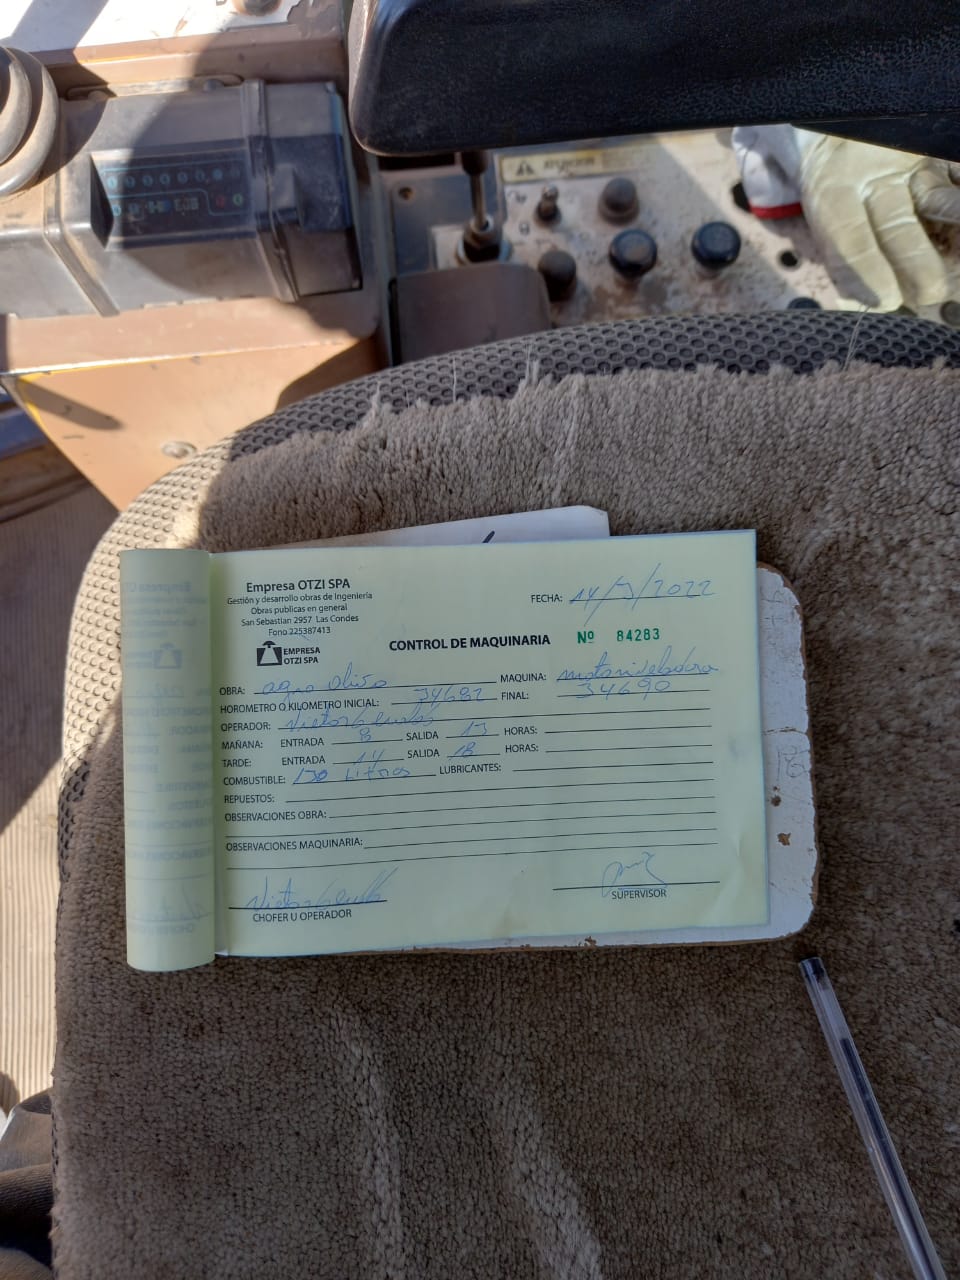 Empresa OTZI SPA
Gestión y desarrollo obras de Ingeniería
Obras publicas en general
San Sebastian 2957 Las Condes
Fono 225387413
EMPRESA
OTZI SPA
FECHA: 14/ /2022
CONTROL DE MAQUINARIA Nº 84283
OBRA: agro Olivo MAQUINA: motoniveladora
HOROMETRO O KILOMETRO INICIAL: 34682 FINAL: 34690
OPERADOR: Victor
MAÑANA: ENTRADA 8 SALIDA 13 HORAS:
TARDE: ENTRADA 14 SALIDA 18 HORAS:
COMBUSTIBLE: 130 Litros LUBRICANTES:
REPUESTOS:
OBSERVACIONES OBRA:
OBSERVACIONES MAQUINARIA:
Victor
CHOFER U OPERADOR
SUPERVISOR